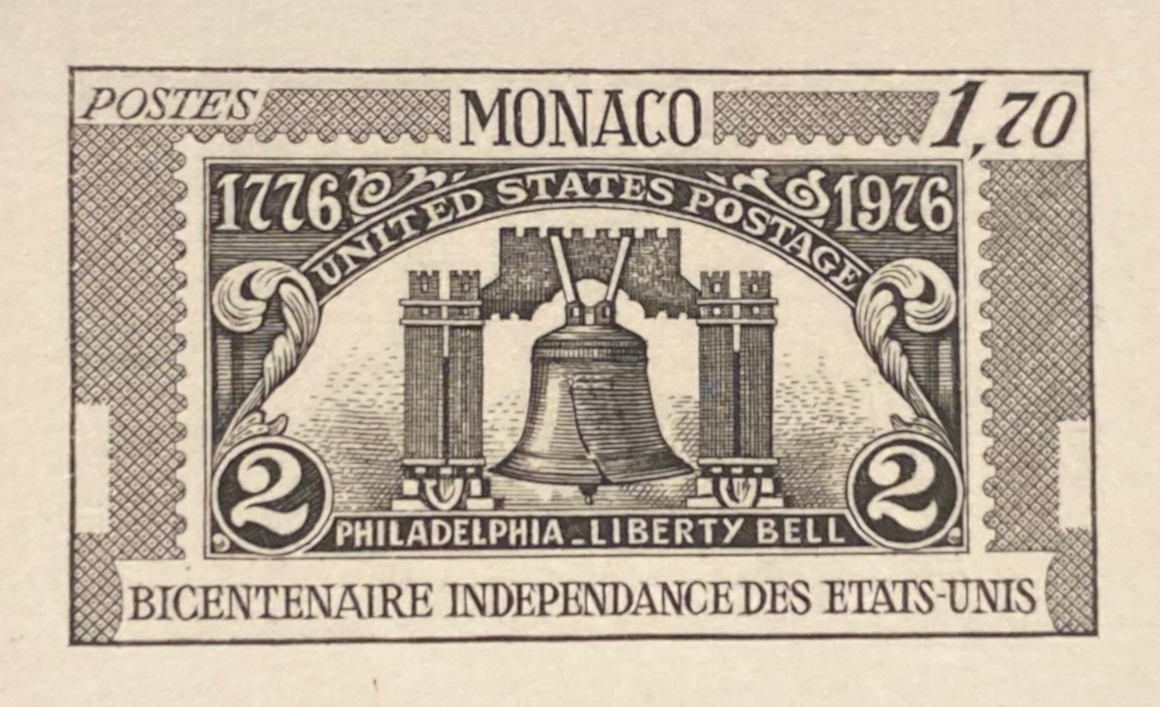 POSTES MONACO 1,70
1776 UNITED STATES POSTAGE 1976
2 PHILADELPHIA_LIBERTY BELL 2
BICENTENAIRE INDEPENDANCE DES ETATS-UNIS